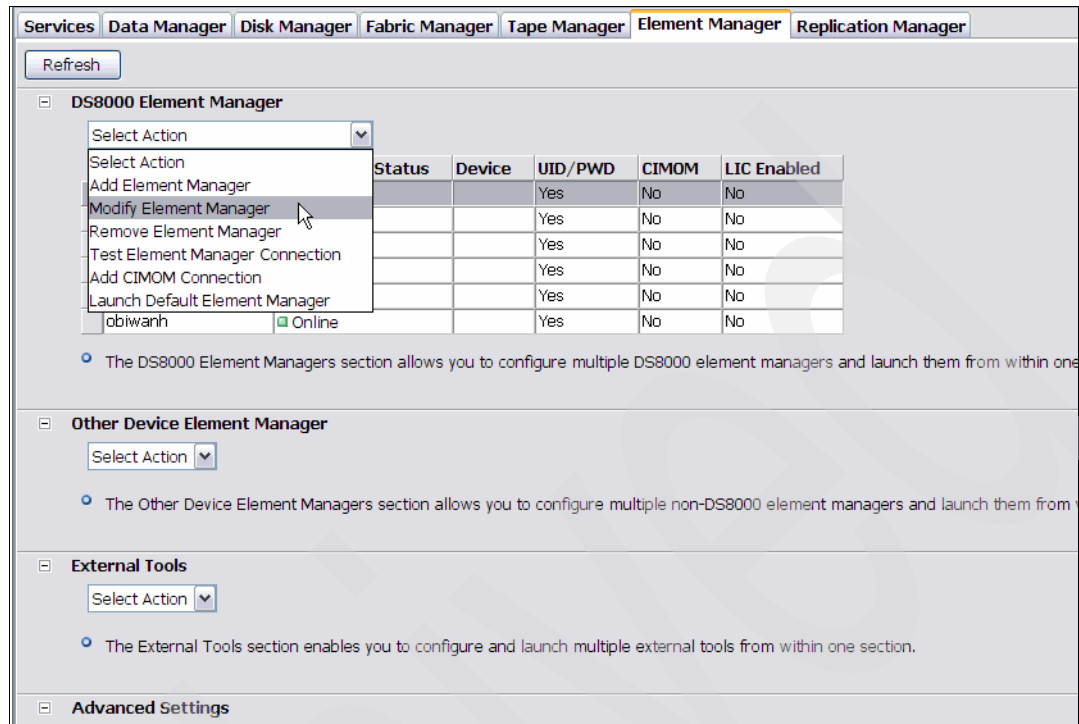 Services Data Manager Disk Manager Fabric Manager Tape Manager Element Manager Replication Manager
Refresh
DS8000 Element Manager
Select Action
Select Action
Add Element Manager
Modify Element Manager
Remove Element Manager
Test Element Manager Connection
Add CIMOM Connection
Launch Default Element Manager
Status Device UID/PWD CIMOM LIC Enabled
Yes No No
Yes No No
Yes No No
Yes No No
Yes No No
obiwanh Online Yes No No
The DS8000 Element Managers section allows you to configure multiple DS8000 element managers and launch them from within one
Other Device Element Manager
Select Action
The Other Device Element Managers section allows you to configure multiple non-DS8000 element managers and launch them from
External Tools
Select Action
The External Tools section enables you to configure and launch multiple external tools from within one section.
Advanced Settings